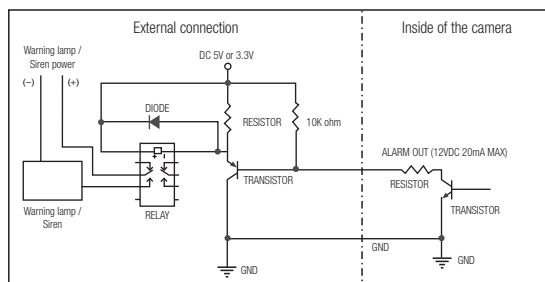 External connection
Inside of the camera
Warning lamp /
Siren power
(−)
(+)
DC 5V or 3.3V
DIODE
RESISTOR
10K ohm
ALARM OUT (12VDC 20mA MAX)
RESISTOR
TRANSISTOR
TRANSISTOR
Warning lamp /
Siren
RELAY
GND
GND
GND